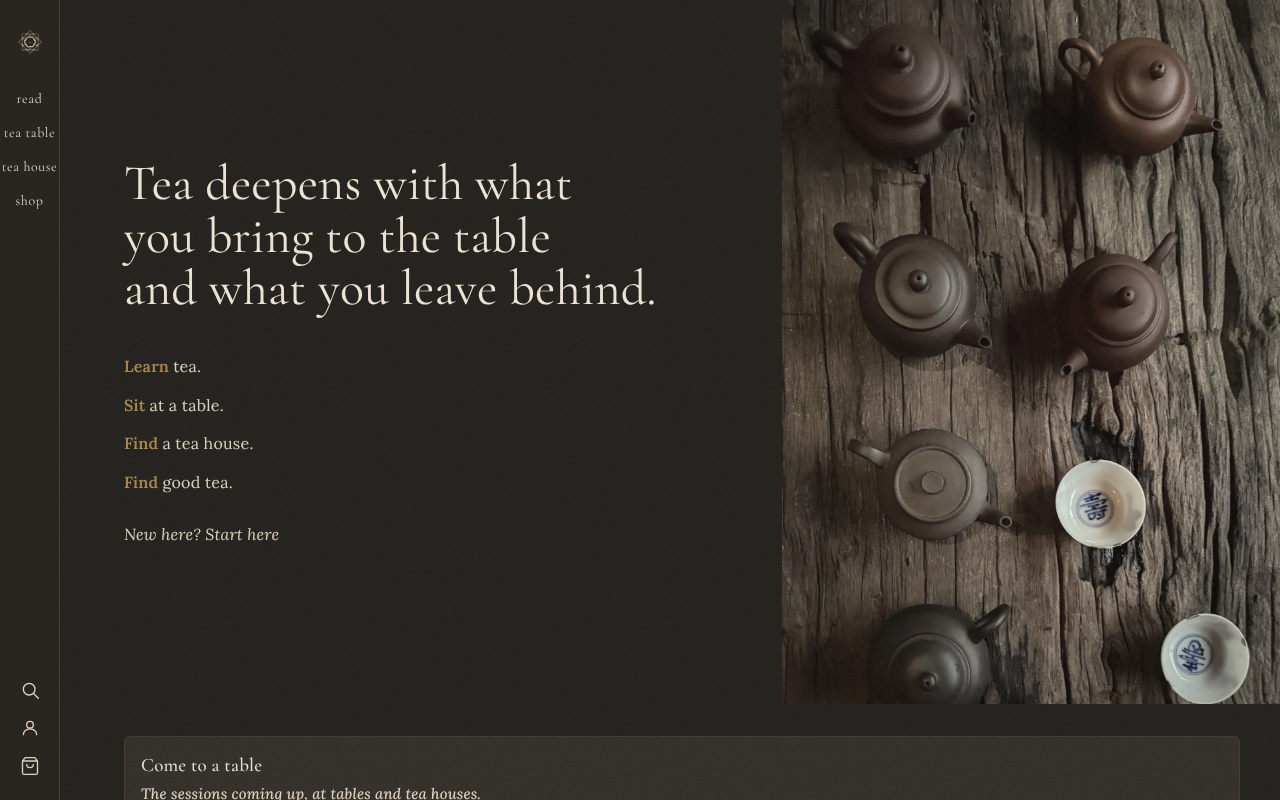 read
tea table
tea house
shop
Tea deepens with what
you bring to the table
and what you leave behind.
Learn tea.
Sit at a table.
Find a tea house.
Find good tea.
New here? Start here
Come to a table
The sessions coming up, at tables and tea houses.